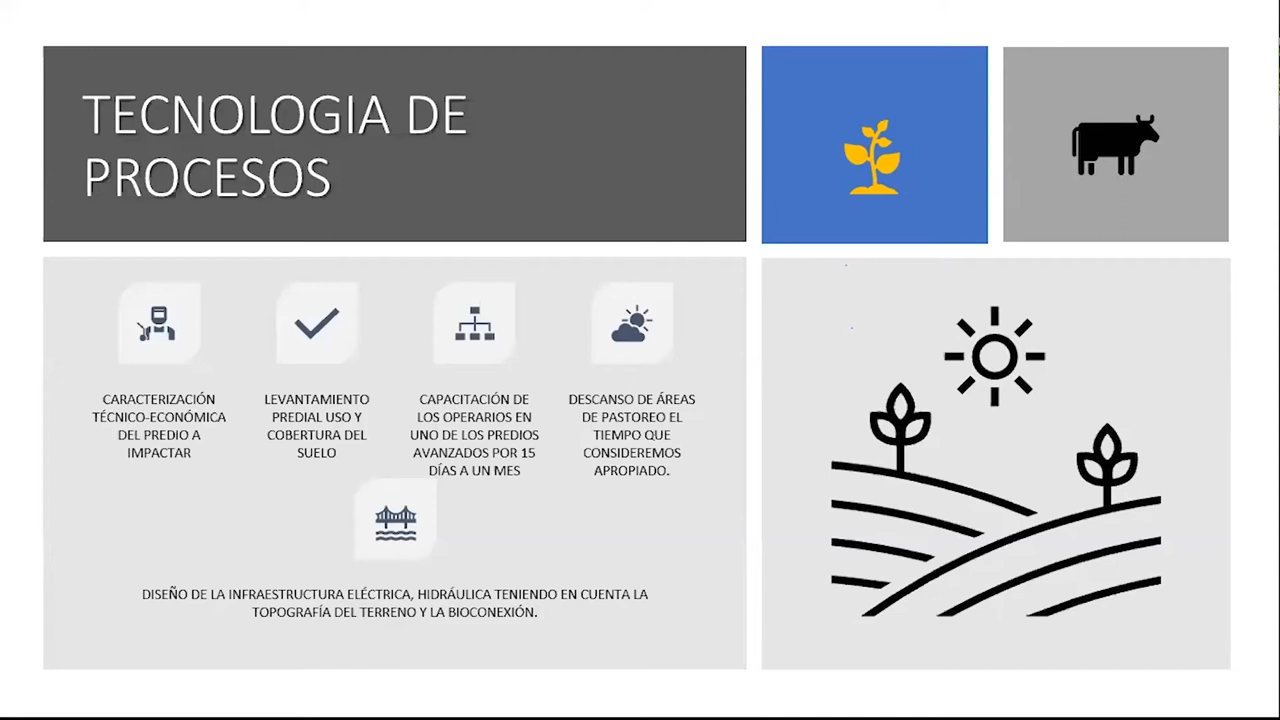 TECNOLOGIA DE
PROCESOS
CARACTERIZACIÓN
TÉCNICO-ECONÓMICA
DEL PREDIO A
IMPACTAR
LEVANTAMIENTO
PREDIAL USO Y
COBERTURA DEL
SUELO
CAPACITACIÓN DE
LOS OPERARIOS EN
UNO DE LOS PREDIOS
AVANZADOS POR 15
DÍAS A UN MES
DESCANSO DE ÁREAS
DE PASTOREO EL
TIEMPO QUE
CONSIDEREMOS
APROPIADO.
DISEÑO DE LA INFRAESTRUCTURA ELÉCTRICA, HIDRÁULICA TENIENDO EN CUENTA LA
TOPOGRAFÍA DEL TERRENO Y LA BIOCONEXIÓN.